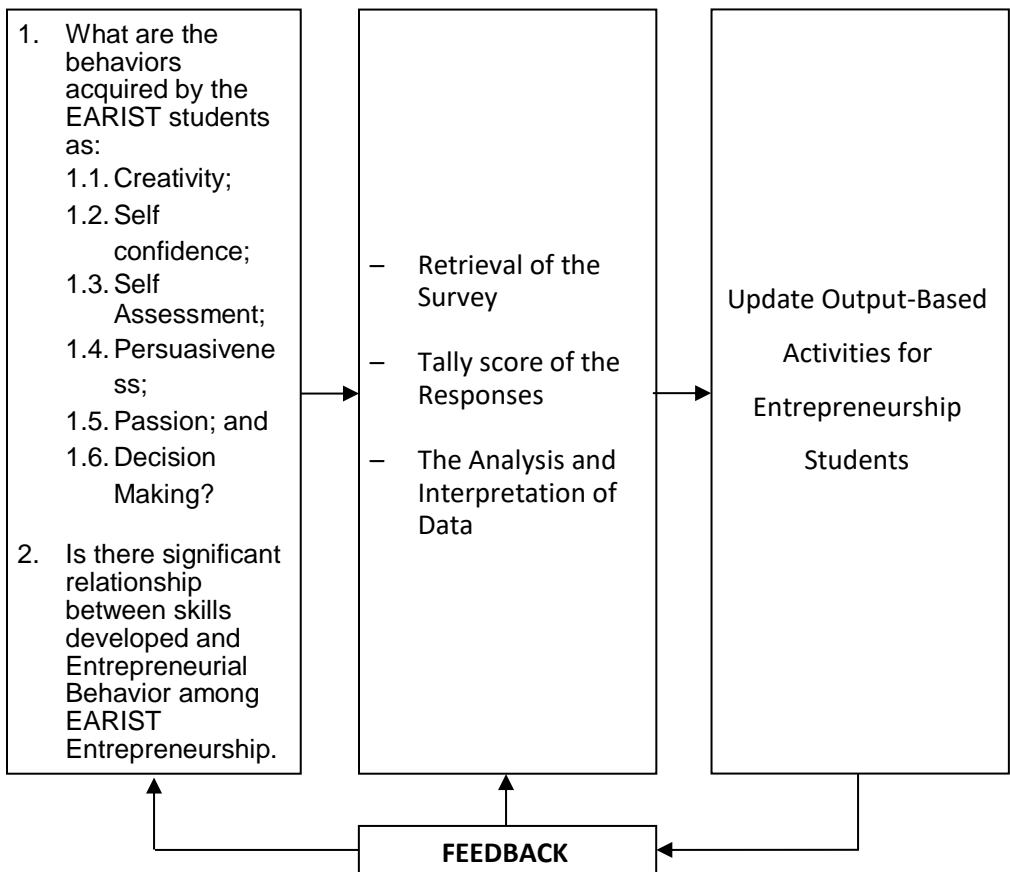 1. What are the
behaviors
acquired by the
EARIST students
as:
1.1. Creativity;
1.2. Self
confidence;
1.3. Self
Assessment;
1.4. Persuasivene
ss;
1.5. Passion; and
1.6. Decision
Making?
2. Is there significant
relationship
between skills
developed and
Entrepreneurial
Behavior among
EARIST
Entrepreneurship.
– Retrieval of the
Survey
– Tally score of the
Responses
– The Analysis and
Interpretation of
Data
Update Output-Based
Activities for
Entrepreneurship
Students
FEEDBACK